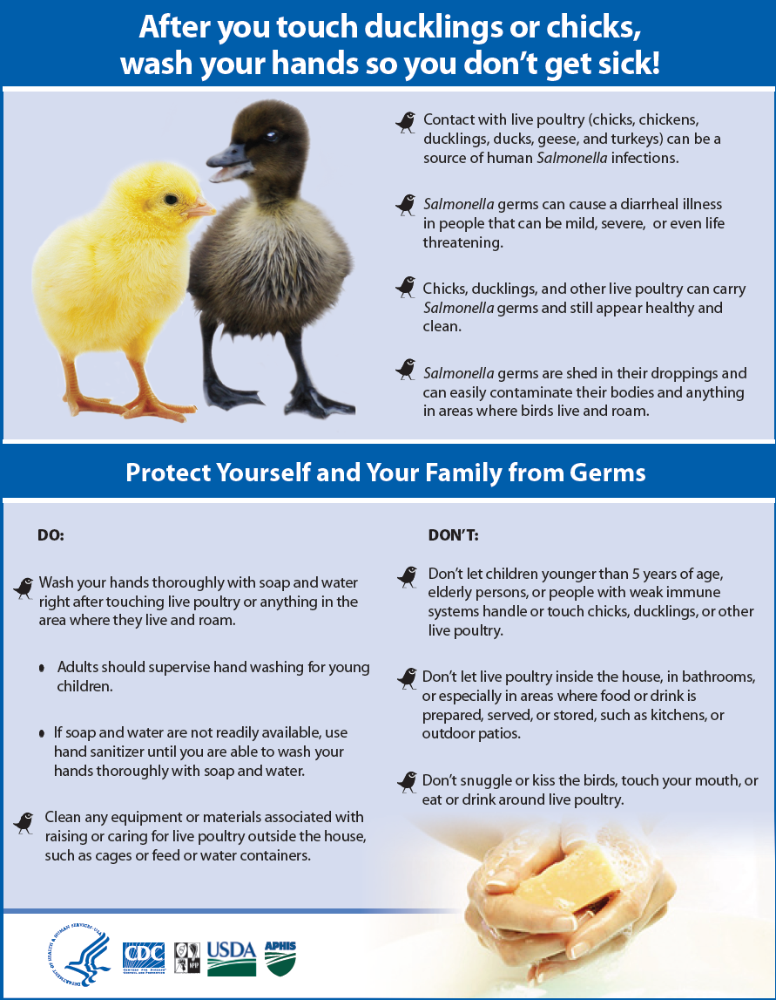 After you touch ducklings or chicks,
wash your hands so you don't get sick!
Contact with live poultry (chicks, chickens,
ducklings, ducks, geese, and turkeys) can be a
source of human Salmonella infections.
Salmonella germs can cause a diarrheal illness
in people that can be mild, severe,  or even life
threatening.
Chicks, ducklings, and other live poultry can carry
Salmonella germs and still appear healthy and
clean.
Salmonella germs are shed in their droppings and
can easily contaminate their bodies and anything
in areas where birds live and roam.
Protect Yourself and Your Family from Germs
DO:
Wash your hands thoroughly with soap and water
right after touching live poultry or anything in the
area where they live and roam.
• Adults should supervise hand washing for young
children.
• If soap and water are not readily available, use
hand sanitizer until you are able to wash your
hands thoroughly with soap and water.
Clean any equipment or materials associated with
raising or caring for live poultry outside the house,
such as cages or feed or water containers.
DON'T:
Don't let children younger than 5 years of age,
elderly persons, or people with weak immune
systems handle or touch chicks, ducklings, or other
live poultry.
Don't let live poultry inside the house, in bathrooms,
or especially in areas where food or drink is
prepared, served, or stored, such as kitchens, or
outdoor patios.
Don't snuggle or kiss the birds, touch your mouth, or
eat or drink around live poultry.
DEPARTMENT OF HEALTH & HUMAN SERVICES·USA
CDC
CENTERS FOR DISEASE
CONTROL AND PREVENTION
NPIP
USDA
APHIS